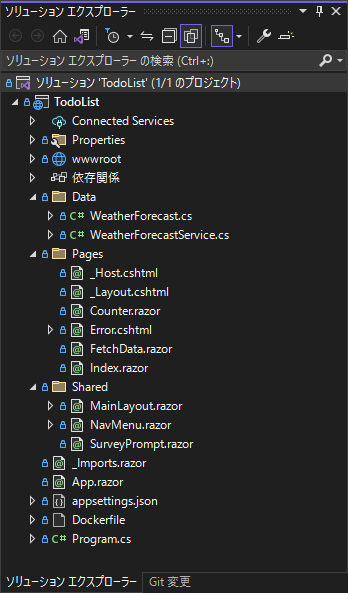 ソリューション エクスプローラー
ソリューション エクスプローラー の検索 (Ctrl+:)
ソリューション 'TodoList' (1/1 のプロジェクト)
TodoList
Connected Services
Properties
wwwroot
依存関係
Data
C# WeatherForecast.cs
C# WeatherForecastService.cs
Pages
_Host.cshtml
_Layout.cshtml
Counter.razor
Error.cshtml
FetchData.razor
Index.razor
Shared
MainLayout.razor
NavMenu.razor
SurveyPrompt.razor
_Imports.razor
App.razor
appsettings.json
Dockerfile
C# Program.cs
ソリューション エクスプローラー Git 変更